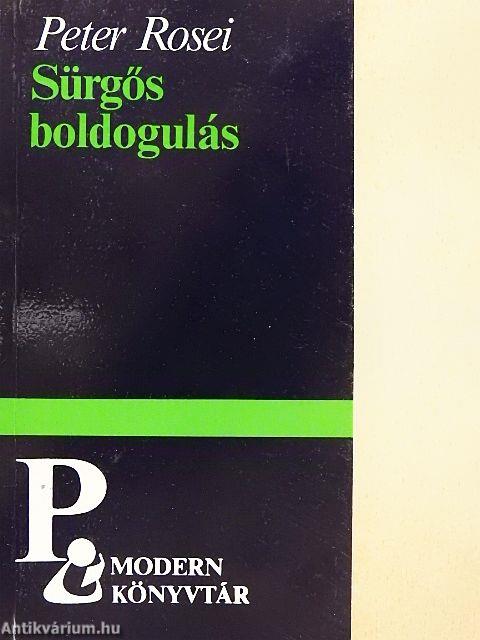 Peter Rosei
Sürgős
boldogulás
P.
MODERN
KÖNYVTÁR
Antikvárium.hu